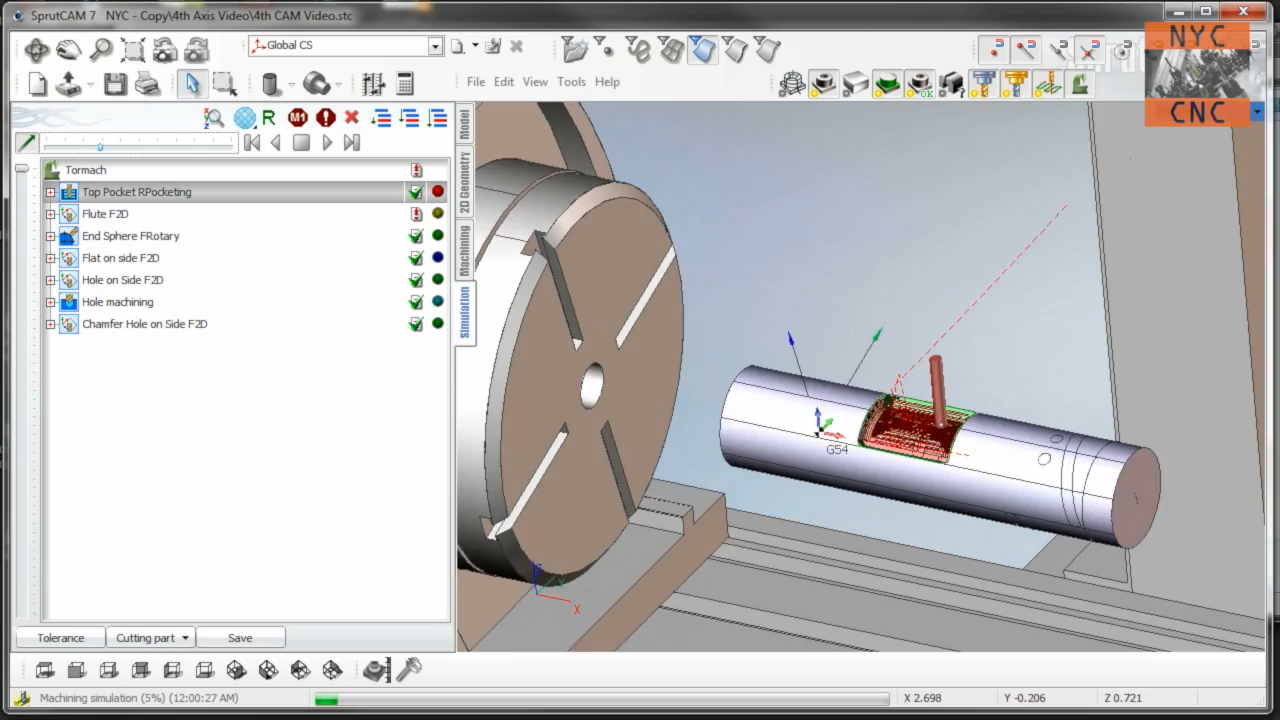 SprutCAM 7 NYC - Copy\4th Axis Video\4th CAM Video.stc
Global CS
NYC
CNC
File Edit View Tools Help
OK
R
M1
Tormach
Top Pocket RPocketing
Flute F2D
End Sphere FRotary
Flat on side F2D
Hole on Side F2D
Hole machining
Chamfer Hole on Side F2D
Model
2D Geometry
Machining
Simulation
G54
X
Tolerance
Cutting part
Save
Machining simulation (5%) (12:00:27 AM)
X 2.698
Y -0.206
Z 0.721